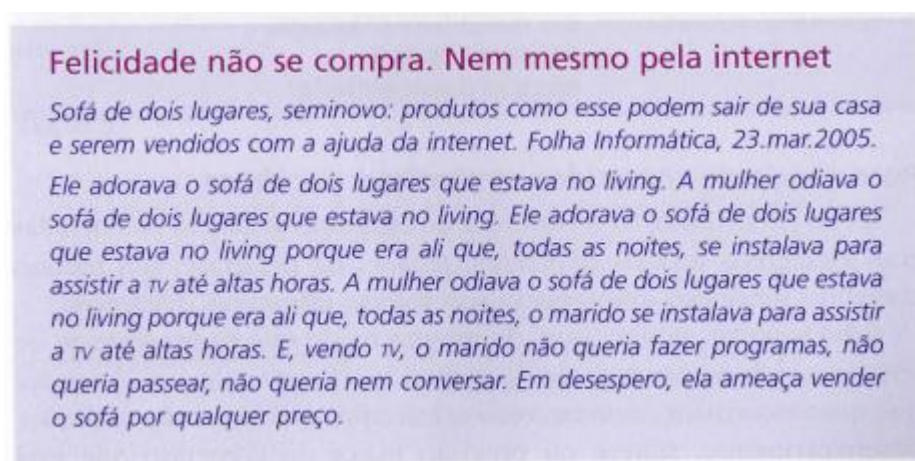 Felicidade não se compra. Nem mesmo pela internet
Sofá de dois lugares, seminovo: produtos como esse podem sair de sua casa
e serem vendidos com a ajuda da internet. Folha Informática, 23.mar.2005.
Ele adorava o sofá de dois lugares que estava no living. A mulher odiava o
sofá de dois lugares que estava no living. Ele adorava o sofá de dois lugares
que estava no living porque era ali que, todas as noites, se instalava para
assistir a TV até altas horas. A mulher odiava o sofá de dois lugares que estava
no living porque era ali que, todas as noites, o marido se instalava para assistir
a TV até altas horas. E, vendo TV, o marido não queria fazer programas, não
queria passear, não queria nem conversar. Em desespero, ela ameaça vender
o sofá por qualquer preço.